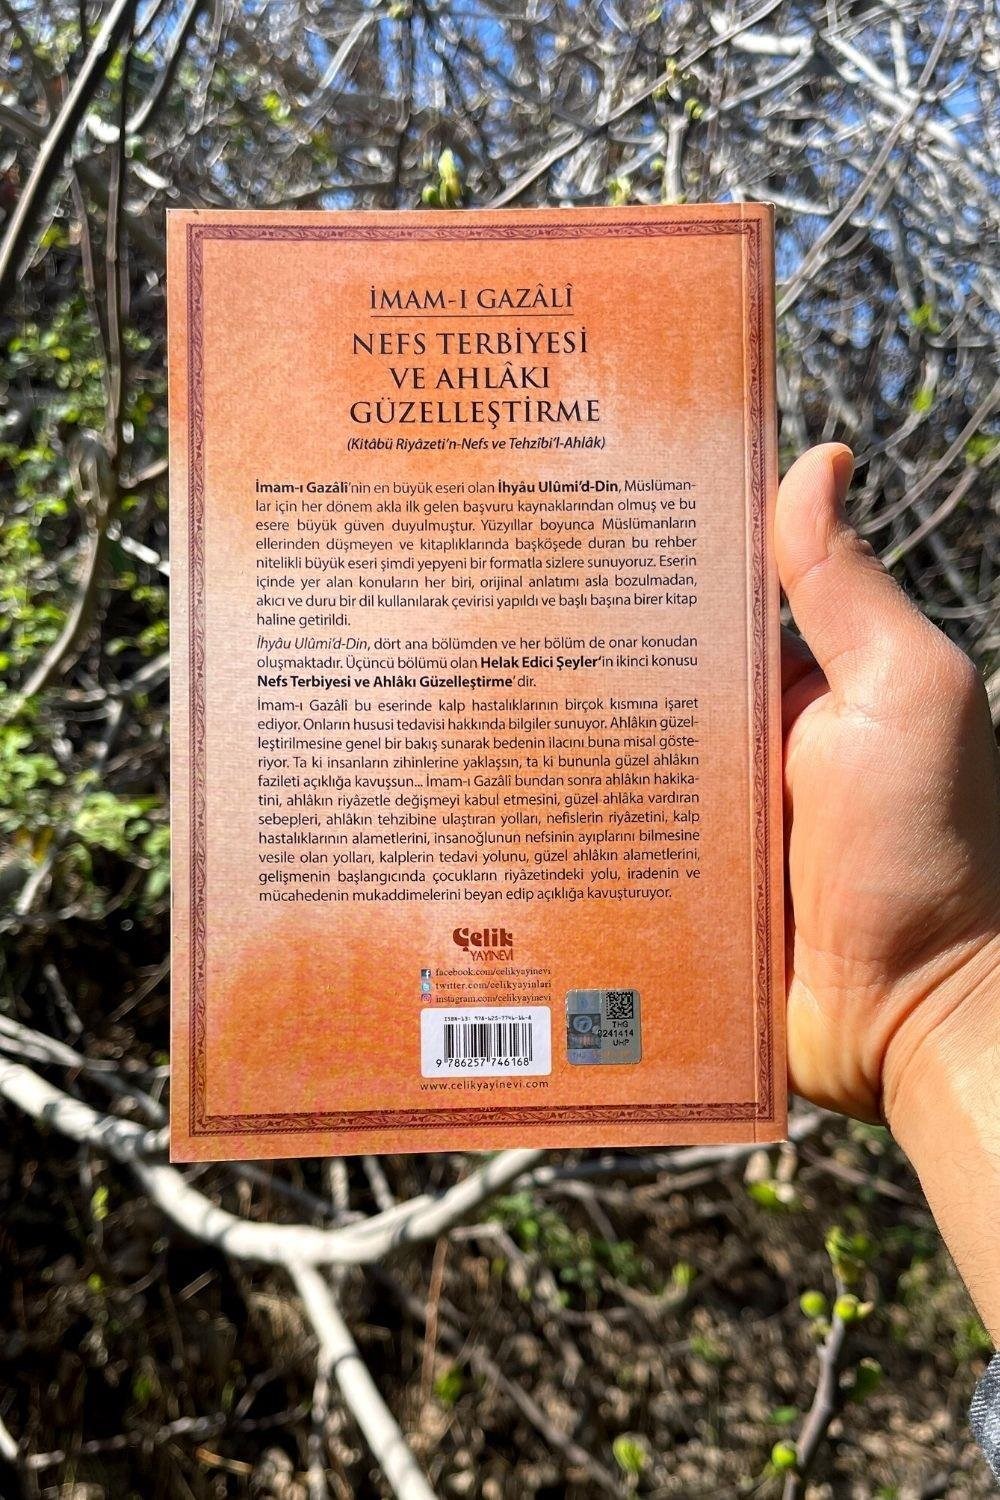 İMAM-I GAZÂLÎ
NEFS TERBİYESİ
VE AHLÂKI
GÜZELLEŞTİRME
(Kitâbü Riyâzeti’n-Nefs ve Tehzîbi’l-Ahlâk)
İmam-ı Gazâlî’nin en büyük eseri olan İhyâu Ulûmi’d-Din, Müslüman-
lar için her dönem akla ilk gelen başvuru kaynaklarından olmuş ve bu
esere büyük güven duyulmuştur. Yüzyıllar boyunca Müslümanların
ellerinden düşmeyen ve kitaplıklarında başköşede duran bu rehber
nitelikli büyük eseri şimdi yepyeni bir formatla sizlere sunuyoruz. Eserin
içinde yer alan konuların her biri, orijinal anlatımı asla bozulmadan,
akıcı ve duru bir dil kullanılarak çevirisi yapıldı ve başlı başına birer kitap
haline getirildi.
İhyâu Ulûmi’d-Din, dört ana bölümden ve her bölüm de onar konudan
oluşmaktadır. Üçüncü bölümü olan Helak Edici Şeyler’in ikinci konusu
Nefs Terbiyesi ve Ahlâkı Güzelleştirme’dir.
İmam-ı Gazâlî bu eserinde kalp hastalıklarının birçok kısmına işaret
ediyor. Onların hususi tedavisi hakkında bilgiler sunuyor. Ahlâkın güzel-
leştirilmesine genel bir bakış sunarak bedenin ilacını buna misal göste-
riyor. Ta ki insanların zihinlerine yaklaşsın, ta ki bununla güzel ahlâkın
fazileti açıklığa kavuşsun... İmam-ı Gazâlî bundan sonra ahlâkın hakika-
tini, ahlâkın riyâzetle değişmeyi kabul etmesini, güzel ahlâka vardıran
sebepleri, ahlâkın tehzibine ulaştıran yolları, nefislerin riyâzetini, kalp
hastalıklarının alametlerini, insanoğlunun nefsinin ayıplarını bilmesine
vesile olan yolları, kalplerin tedavi yolunu, güzel ahlâkın alametlerini,
gelişmenin başlangıcında çocukların riyâzetindeki yolu, iradenin ve
mücahedenin mukaddimelerini beyan edip açıklığa kavuşturuyor.
Çelik
YAYINEVİ
facebook.com/celikyayinevi
twitter.com/celikyayinlari
instagram.com/celikyayinevi
ISBN-13: 978-625-7746-16-8
9 786257 746168
THG
0241414
UHP
www.celikyayinevi.com